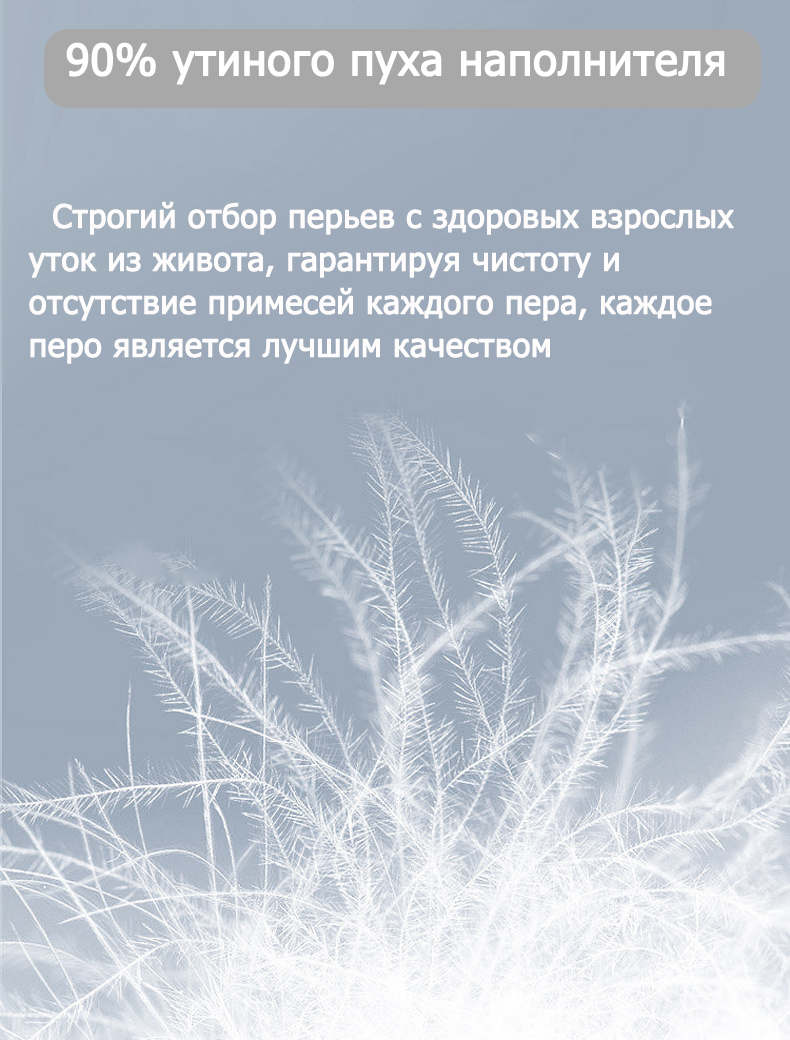 90% утиного пуха наполнителя
Строгий отбор перьев с здоровых взрослых
уток из живота, гарантируя чистоту и
отсутствие примесей каждого пера, каждое
перо является лучшим качеством